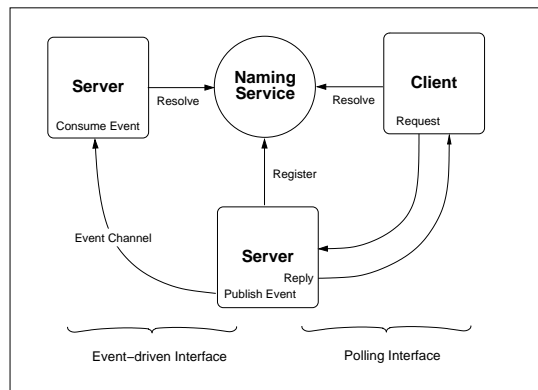 Server
Consume Event
Resolve
Naming
Service
Resolve
Client
Request
Register
Event Channel
Server
Reply
Publish Event
Event−driven Interface
Polling Interface